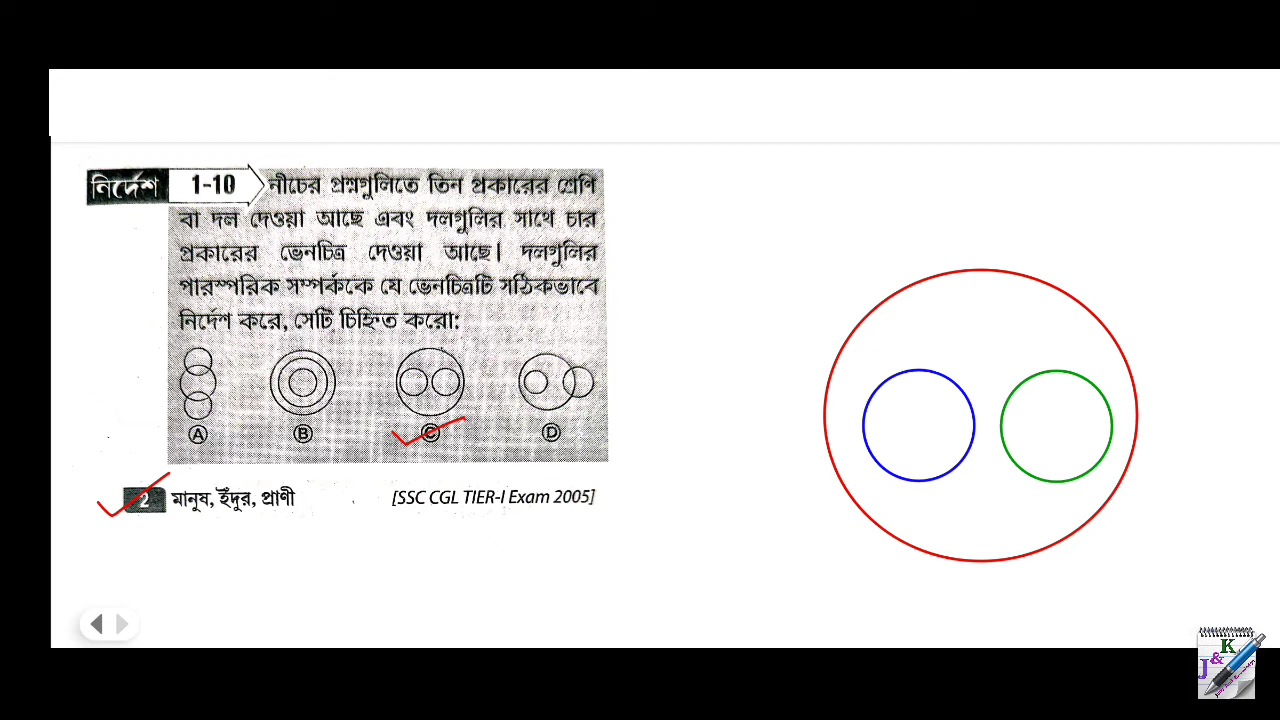 নির্দেশ 1-10 নীচের প্রশ্নগুলিতে তিন প্রকারের শ্রেণি
বা দল দেওয়া আছে এবং দলগুলির সাথে চার
প্রকারের ভেনচিত্র দেওয়া আছে। দলগুলির
পারস্পরিক সম্পর্ককে যে ভেনচিত্রটি সঠিকভাবে
নির্দেশ করে, সেটি চিহ্নিত করো:
A B C D
2 মানুষ, ইঁদুর, প্রাণী [SSC CGL TIER-I Exam 2005]
J&K